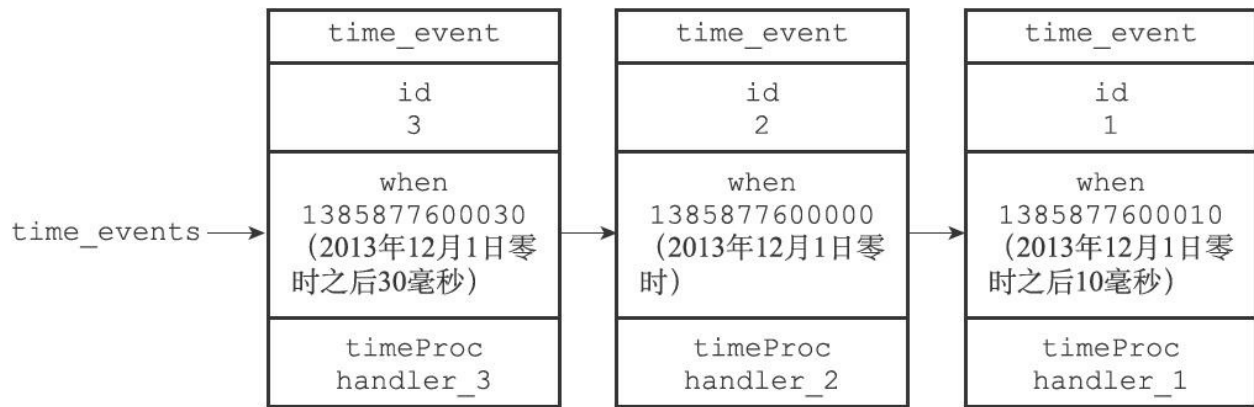 time_events
time_event
id
3
when
1385877600030
（2013年12月1日零
时之后30毫秒）
timeProc
handler_3
time_event
id
2
when
1385877600000
（2013年12月1日零
时）
timeProc
handler_2
time_event
id
1
when
1385877600010
（2013年12月1日零
时之后10毫秒）
timeProc
handler_1